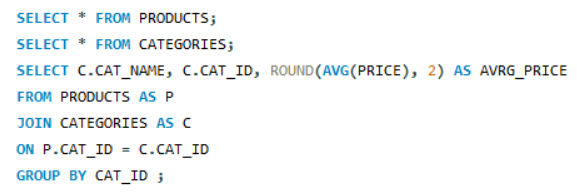 SELECT * FROM PRODUCTS;
SELECT * FROM CATEGORIES;
SELECT C.CAT_NAME, C.CAT_ID, ROUND(AVG(PRICE), 2) AS AVRG_PRICE
FROM PRODUCTS AS P
JOIN CATEGORIES AS C
ON P.CAT_ID = C.CAT_ID
GROUP BY CAT_ID ;